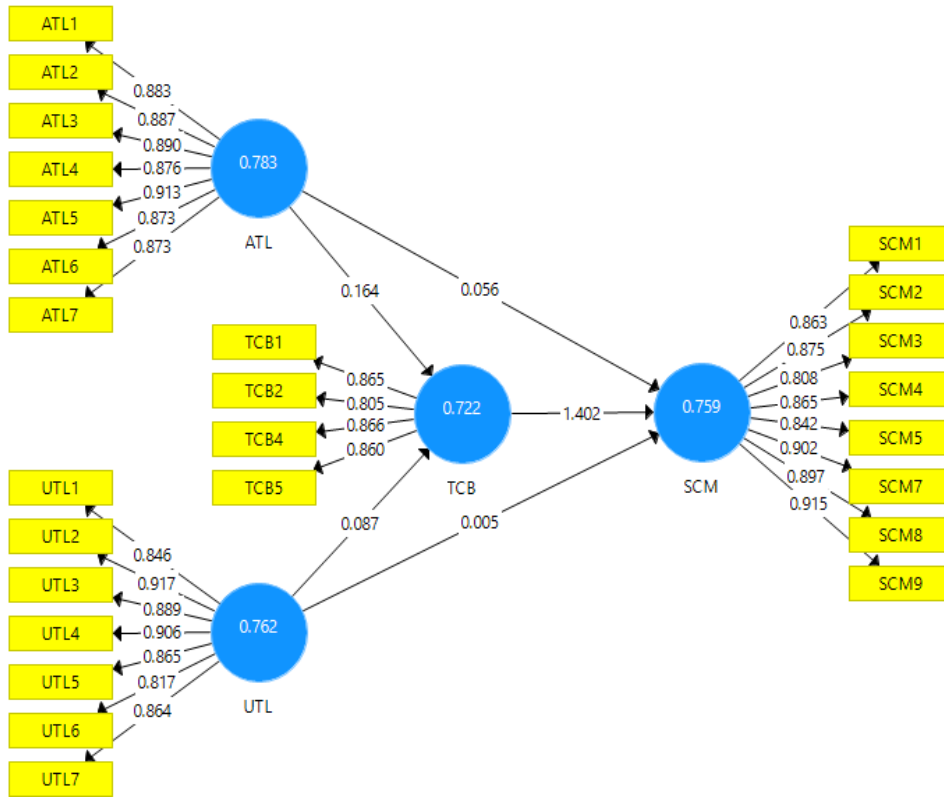 ATL1
ATL2
ATL3
ATL4
ATL5
ATL6
ATL7
0.883
0.887
0.890
0.876
0.913
0.873
0.873
0.783
ATL
0.164
0.056
TCB1
TCB2
TCB4
TCB5
0.865
0.805
0.866
0.860
0.722
TCB
1.402
0.759
SCM
0.863
0.875
0.808
0.865
0.842
0.902
0.897
0.915
SCM1
SCM2
SCM3
SCM4
SCM5
SCM7
SCM8
SCM9
UTL1
UTL2
UTL3
UTL4
UTL5
UTL6
UTL7
0.846
0.917
0.889
0.906
0.865
0.817
0.864
0.762
UTL
0.087
0.005